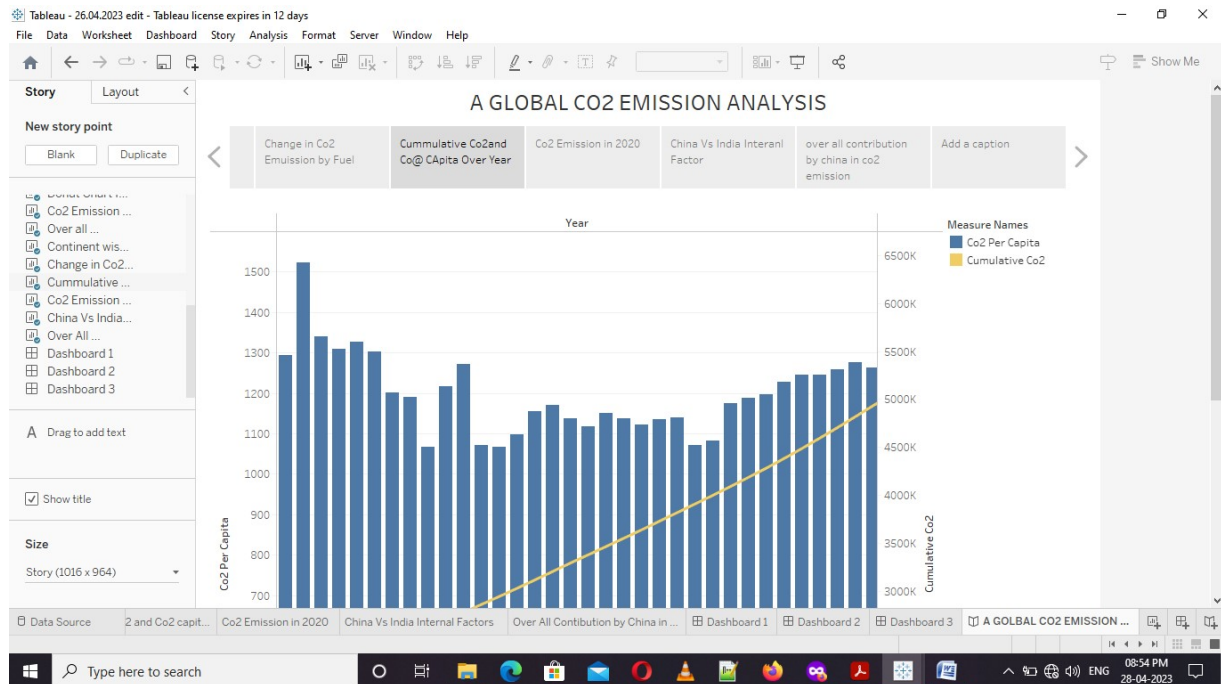 Tableau - 26.04.2023 edit - Tableau license expires in 12 days
File Data Worksheet Dashboard Story Analysis Format Server Window Help
Show Me
Story Layout
New story point
Blank Duplicate
Co2 Emission ...
Over all ...
Continent wis...
Change in Co2...
Cummulative ...
Co2 Emission ...
China Vs India...
Over All ...
Dashboard 1
Dashboard 2
Dashboard 3
A Drag to add text
Show title
Size
Story (1016 x 964)
A GLOBAL CO2 EMISSION ANALYSIS
Change in Co2
Emuission by Fuel
Cummulative Co2and
Co@ CApita Over Year
Co2 Emission in 2020
China Vs India Interanl
Factor
over all contribution
by china in co2
emission
Add a caption
Year
1500
1400
1300
1200
1100
1000
900
800
700
Co2 Per Capita
6500K
6000K
5500K
5000K
4500K
4000K
3500K
3000K
Cumulative Co2
Measure Names
Co2 Per Capita
Cumulative Co2
Data Source 2 and Co2 capit... Co2 Emission in 2020 China Vs India Internal Factors Over All Contibution by China in ... Dashboard 1 Dashboard 2 Dashboard 3 A GOLBAL CO2 EMISSION ...
Type here to search
ENG
08:54 PM
28-04-2023